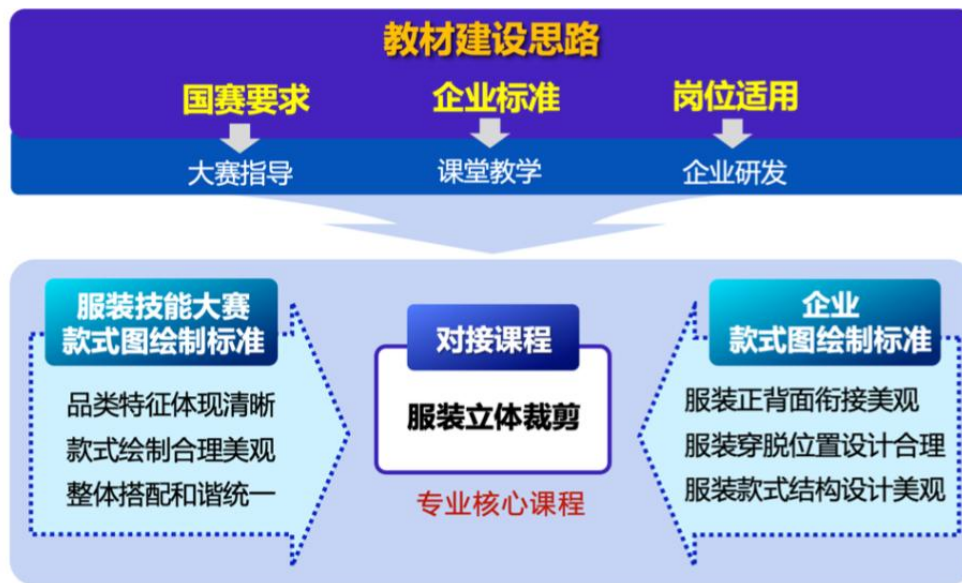 教材建设思路
国赛要求 企业标准 岗位适用
大赛指导 课堂教学 企业研发
服装技能大赛
款式图绘制标准
品类特征体现清晰
款式绘制合理美观
整体搭配和谐统一
对接课程
服装立体裁剪
专业核心课程
企业
款式图绘制标准
服装正背面衔接美观
服装穿脱位置设计合理
服装款式结构设计美观